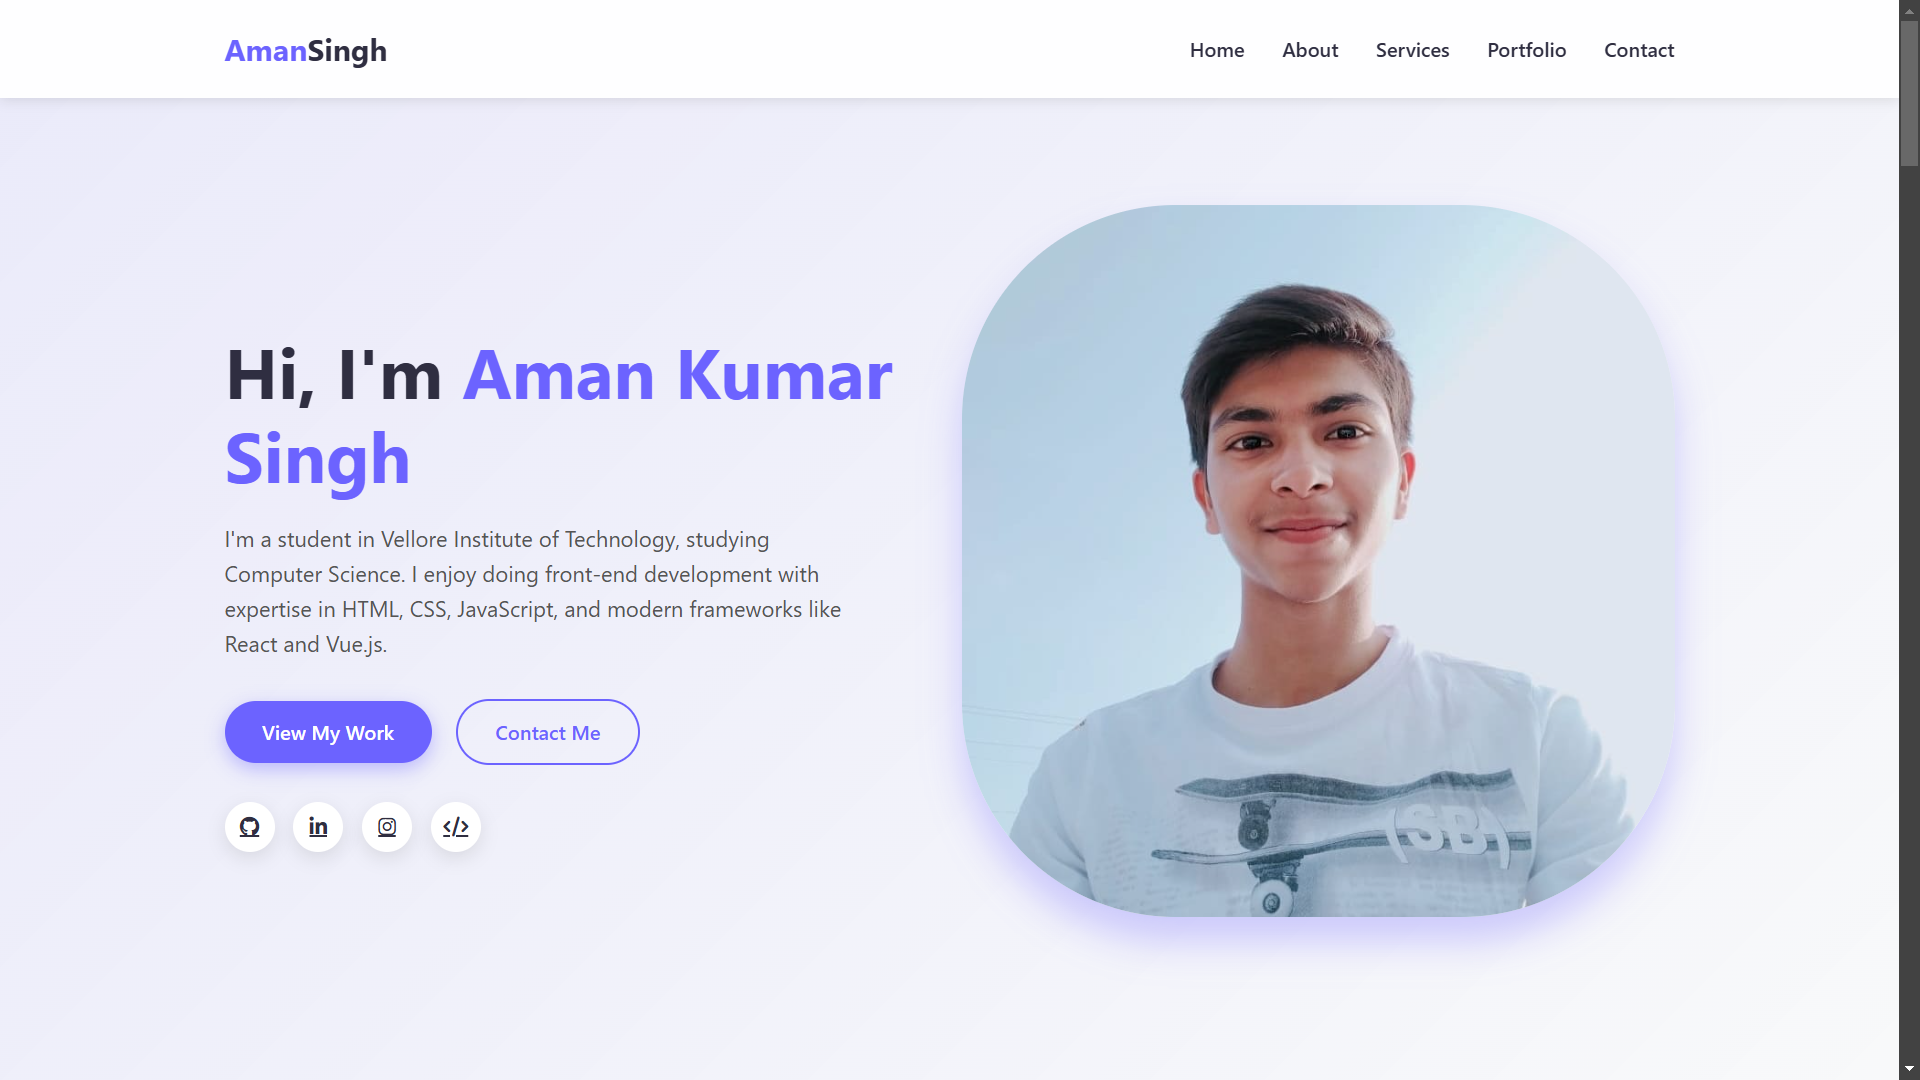 AmanSingh
Home About Services Portfolio Contact
Hi, I'm Aman Kumar
Singh
I'm a student in Vellore Institute of Technology, studying
Computer Science. I enjoy doing front-end development with
expertise in HTML, CSS, JavaScript, and modern frameworks like
React and Vue.js.
View My Work Contact Me
(SB)